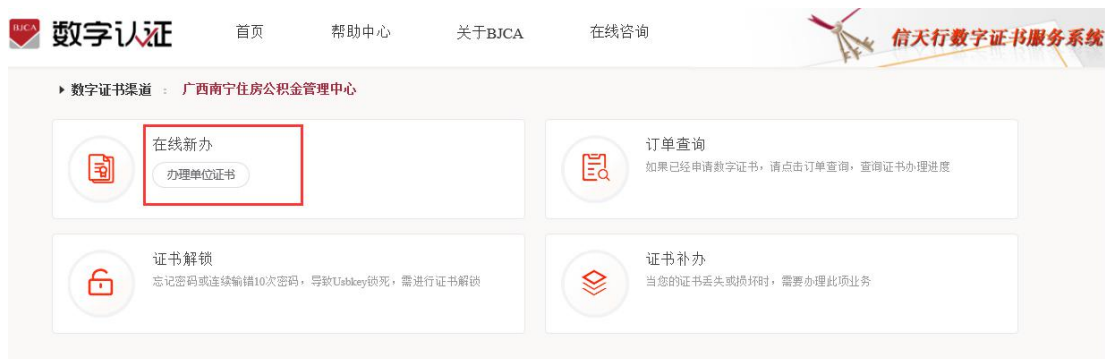 BJCA 数字认证 首页 帮助中心 关于BJCA 在线咨询 信天行数字证书服务系统
数字证书渠道 : 广西南宁住房公积金管理中心
在线新办
办理单位证书
订单查询
如果已经申请数字证书，请点击订单查询，查询证书办理进度
证书解锁
忘记密码或连续输错10次密码，导致Usbkey锁死，需进行证书解锁
证书补办
当您的证书丢失或损坏时，需要办理此项业务